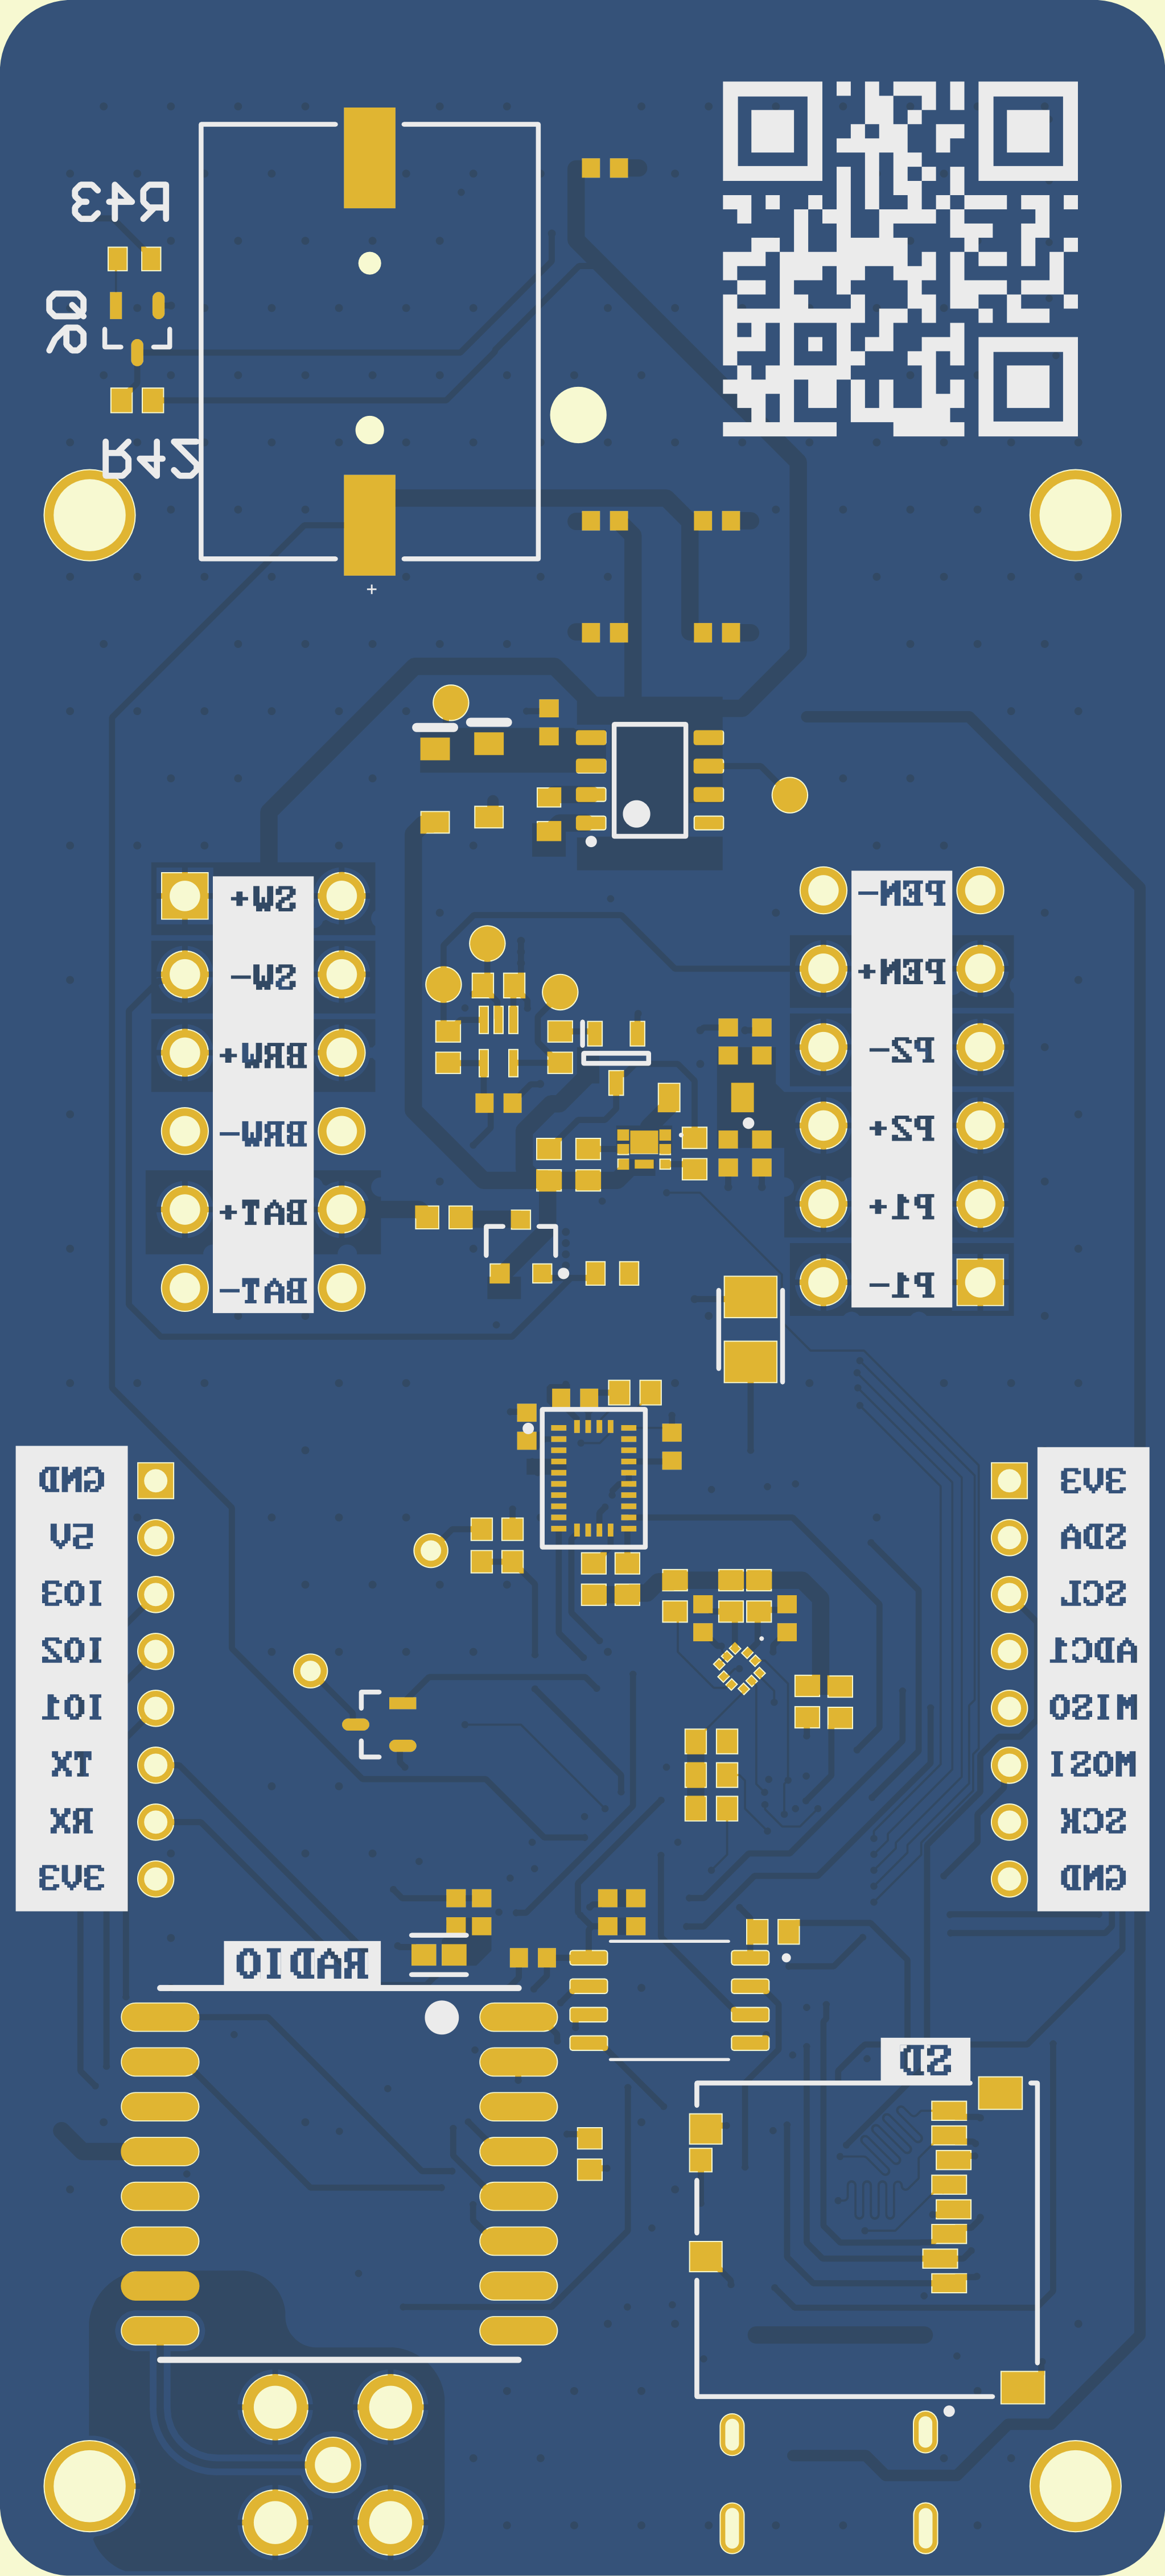 R43
Q6
R42
+
SW+
SW-
BRW+
BRW-
BAT+
BAT-
PEN-
PEN+
P2-
P2+
P1+
P1-
GND
5V
IO3
IO2
IO1
TX
RX
3V3
3V3
SDA
SCL
ADC1
MISO
MOSI
SCK
GND
RADIO
SD